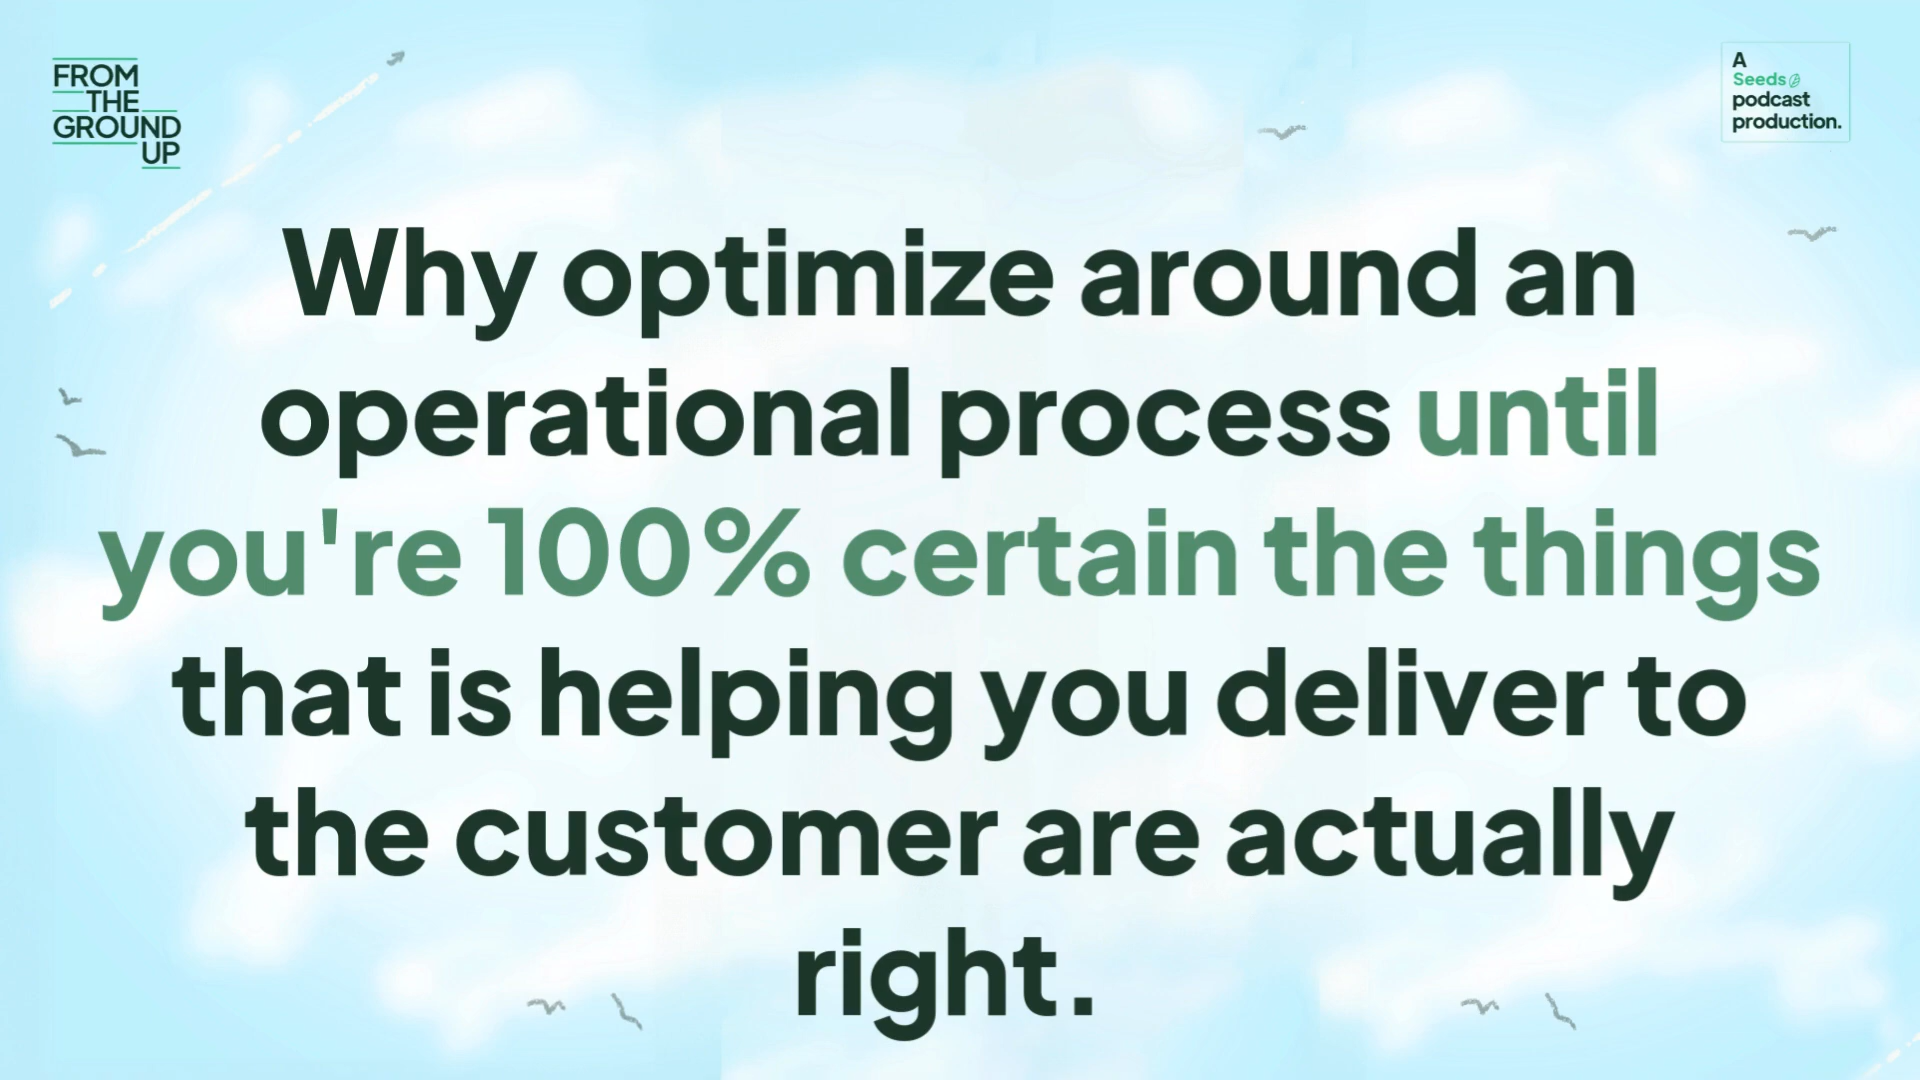 FROM
THE
GROUND
UP
A
Seeds
podcast
production.
Why optimize around an
operational process until
you're 100% certain the things
that is helping you deliver to
the customer are actually
right.